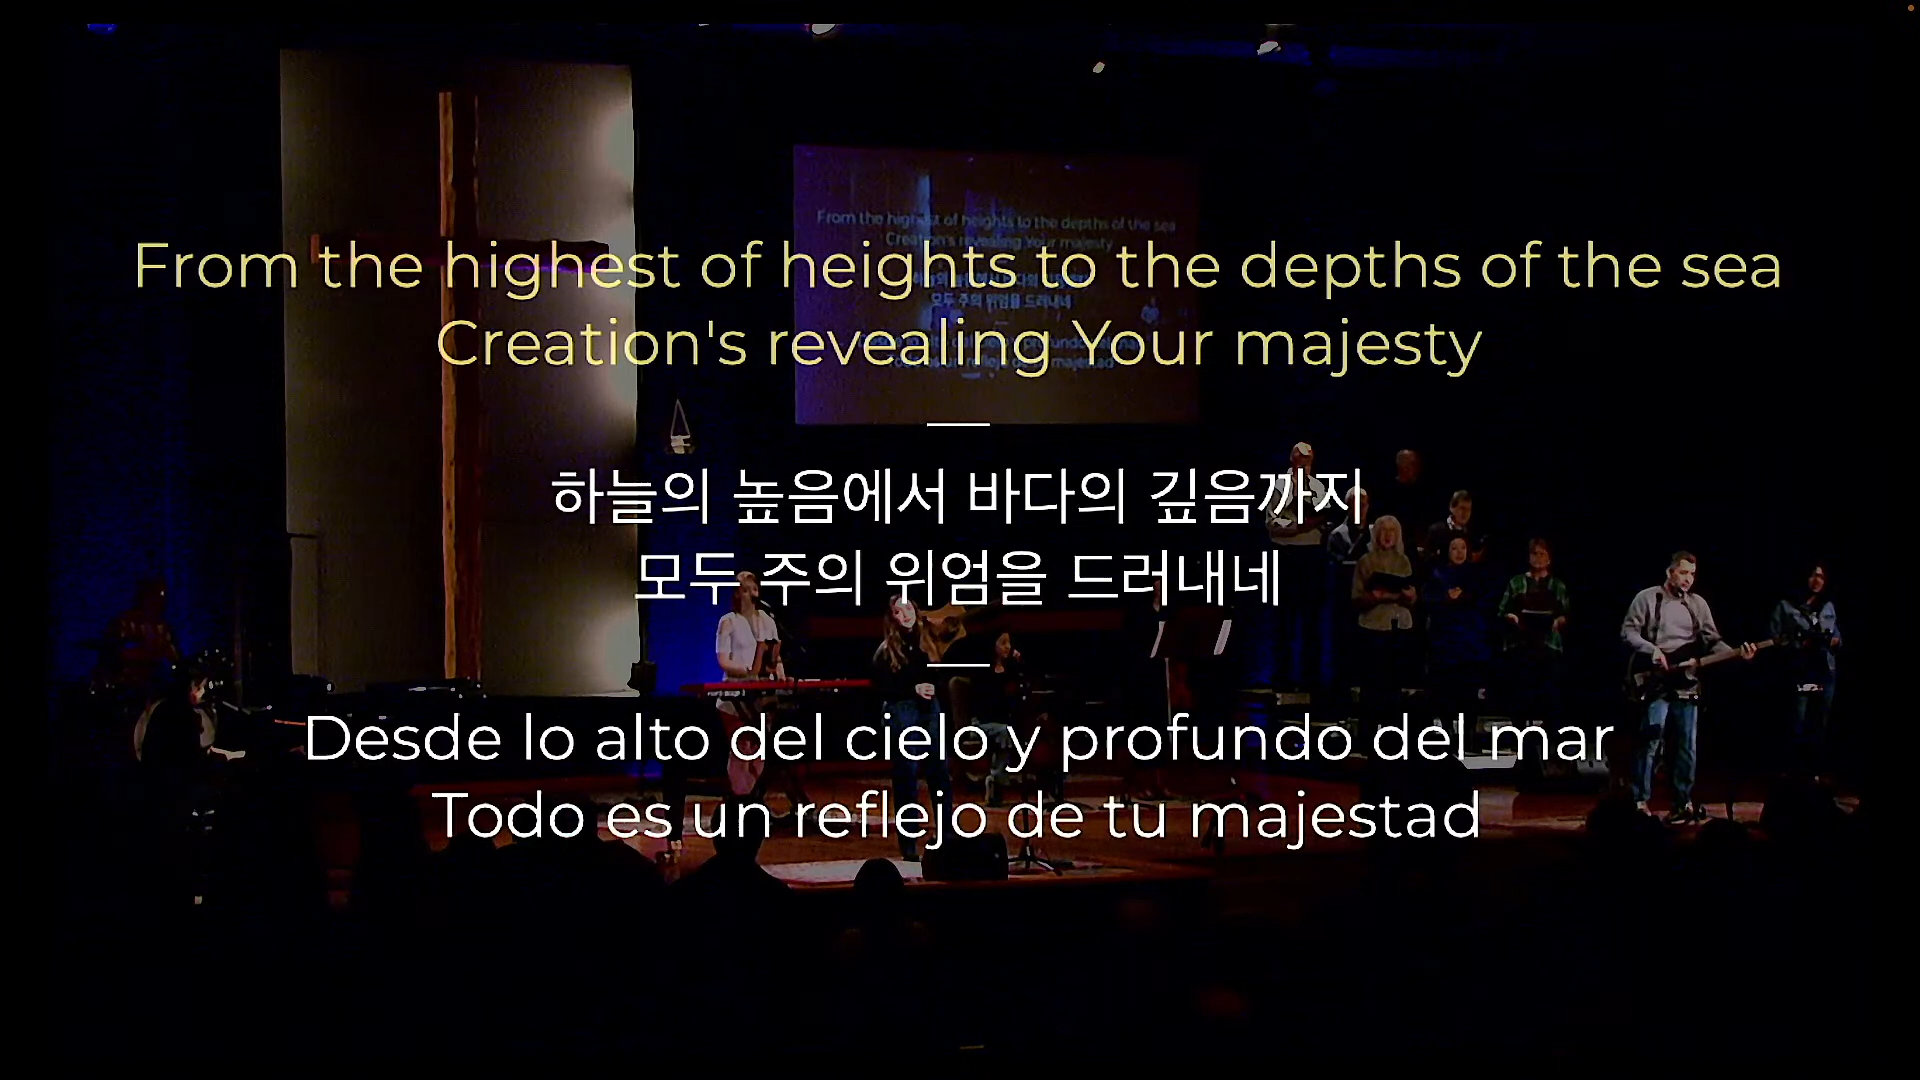 From the highest of heights to the depths of the sea
Creation's revealing Your majesty
하늘의 높음에서 바다의 깊음까지
모두 주의 위엄을 드러내네
Desde lo alto del cielo y profundo del mar
Todo es un reflejo de tu majestad